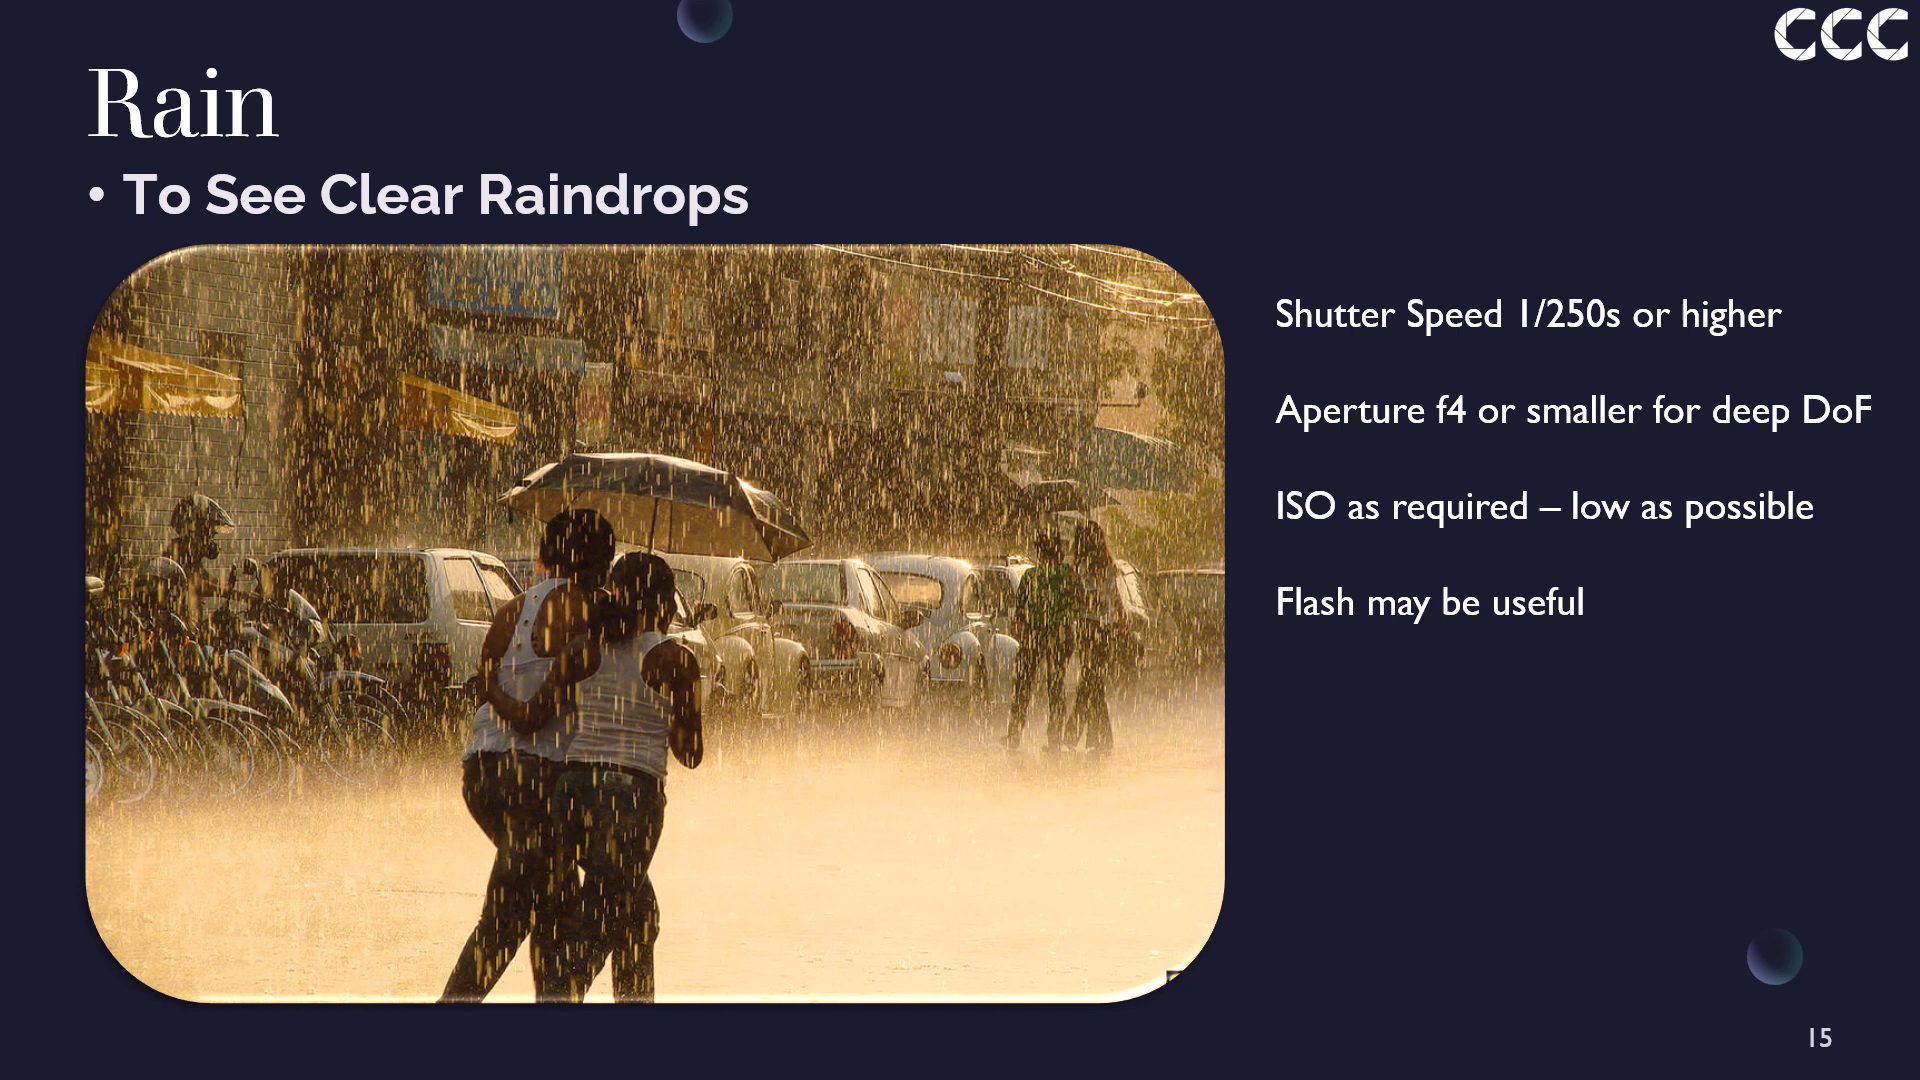 CCC
Rain
• To See Clear Raindrops
Shutter Speed 1/250s or higher
Aperture f4 or smaller for deep DoF
ISO as required – low as possible
Flash may be useful
15